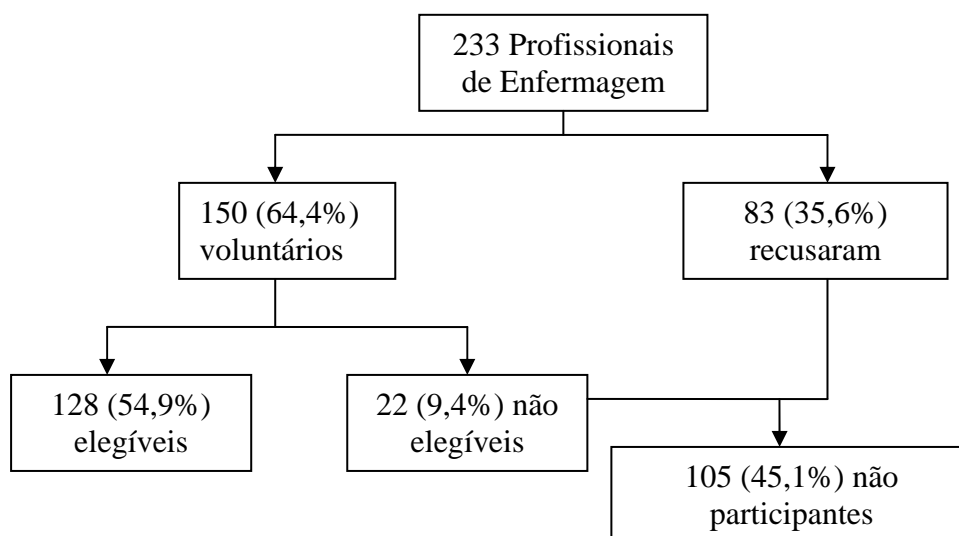 233 Profissionais
de Enfermagem
150 (64,4%)
voluntários
83 (35,6%)
recusaram
128 (54,9%)
elegíveis
22 (9,4%) não
elegíveis
105 (45,1%) não
participantes